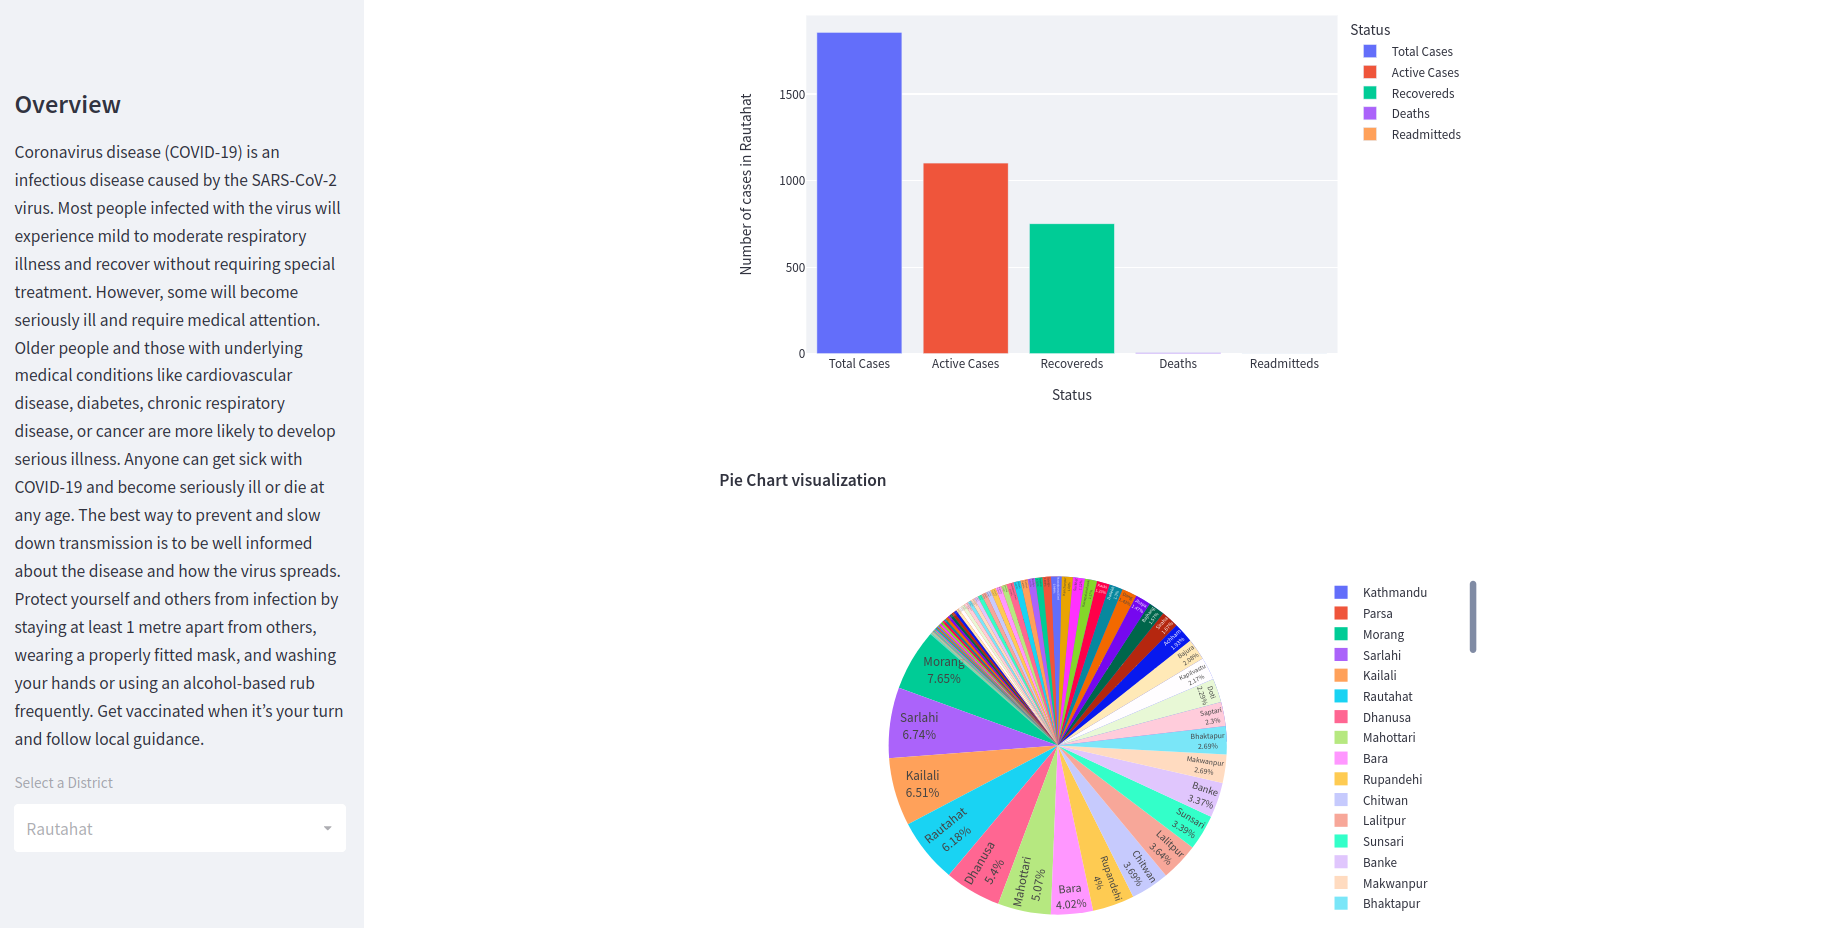 Overview
Coronavirus disease (COVID-19) is an
infectious disease caused by the SARS-CoV-2
virus. Most people infected with the virus will
experience mild to moderate respiratory
illness and recover without requiring special
treatment. However, some will become
seriously ill and require medical attention.
Older people and those with underlying
medical conditions like cardiovascular
disease, diabetes, chronic respiratory
disease, or cancer are more likely to develop
serious illness. Anyone can get sick with
COVID-19 and become seriously ill or die at
any age. The best way to prevent and slow
down transmission is to be well informed
about the disease and how the virus spreads.
Protect yourself and others from infection by
staying at least 1 metre apart from others,
wearing a properly fitted mask, and washing
your hands or using an alcohol-based rub
frequently. Get vaccinated when it’s your turn
and follow local guidance.
Select a District
Rautahat
Number of cases in Rautahat
1500
1000
500
0
Total Cases
Active Cases
Recovereds
Deaths
Readmitteds
Status
Status
Total Cases
Active Cases
Recovereds
Deaths
Readmitteds
Pie Chart visualization
Morang
7.65%
Sarlahi
6.74%
Kailali
6.51%
Rautahat
6.18%
Dhanusa
5.4%
Mahottari
5.07%
Bara
4.02%
Rupandehi
4%
Chitwan
3.69%
Lalitpur
3.64%
Sunsari
3.39%
Banke
3.37%
Makwanpur
2.69%
Bhaktapur
2.69%
Saptari
2.3%
Doti
2.29%
Kapilvastu
2.17%
Bajura
2.08%
Kathmandu
Parsa
Morang
Sarlahi
Kailali
Rautahat
Dhanusa
Mahottari
Bara
Rupandehi
Chitwan
Lalitpur
Sunsari
Banke
Makwanpur
Bhaktapur